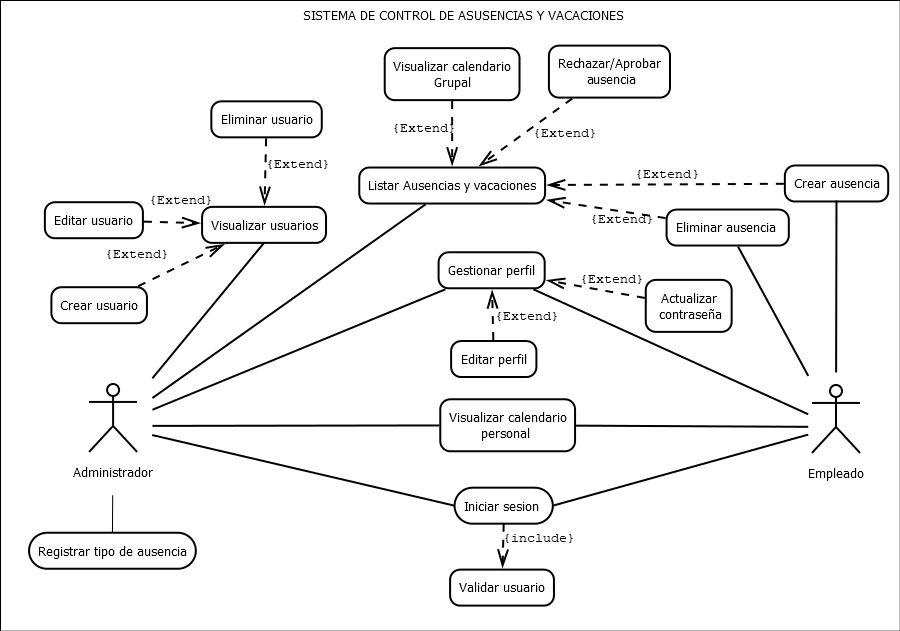 SISTEMA DE CONTROL DE ASUSENCIAS Y VACACIONES
Visualizar calendario
Grupal
Rechazar/Aprobar
ausencia
Eliminar usuario
{Extend}
{Extend}
{Extend}
Listar Ausencias y vacaciones
{Extend}
Crear ausencia
{Extend}
Editar usuario
Visualizar usuarios
{Extend}
Eliminar ausencia
{Extend}
Crear usuario
Gestionar perfil
{Extend}
Actualizar
contraseña
{Extend}
Editar perfil
Visualizar calendario
personal
Administrador
Empleado
Iniciar sesion
{include}
Registrar tipo de ausencia
Validar usuario